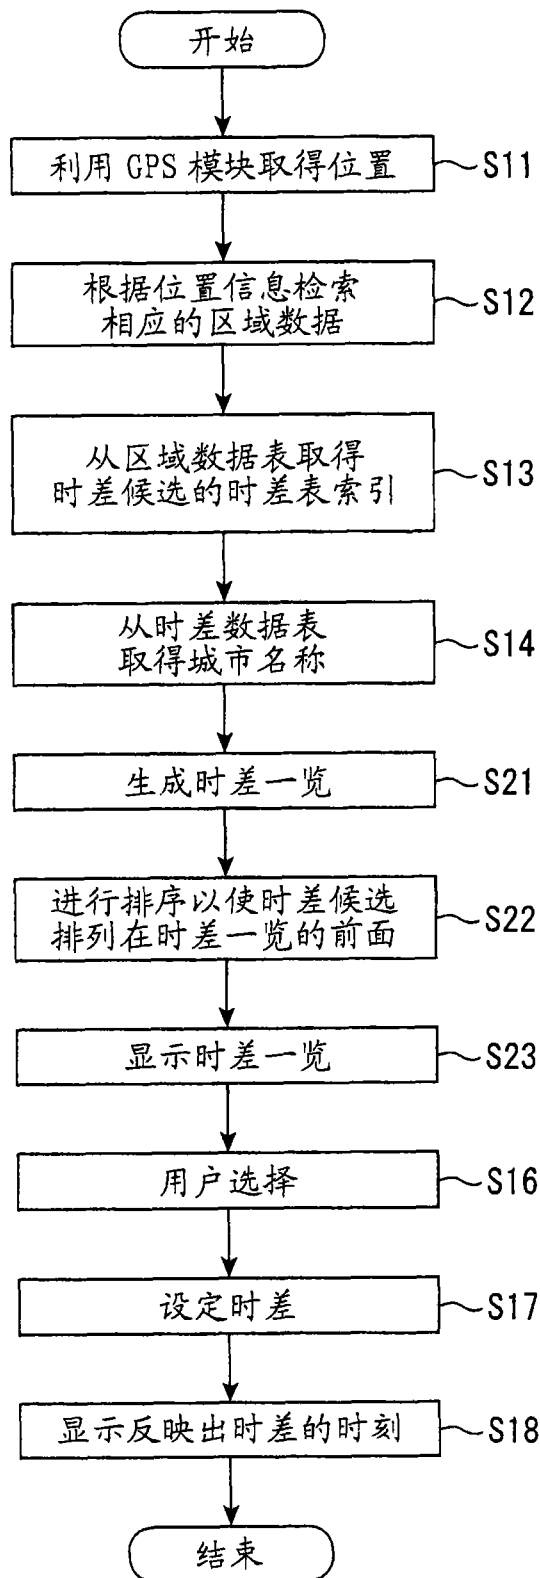 开始
利用 GPS 模块取得位置
S11
根据位置信息检索
相应的区域数据
S12
从区域数据表取得
时差候选的时差表索引
S13
从时差数据表
取得城市名称
S14
生成时差一览
S21
进行排序以使时差候选
排列在时差一览的前面
S22
显示时差一览
S23
用户选择
S16
设定时差
S17
显示反映出时差的时刻
S18
结束